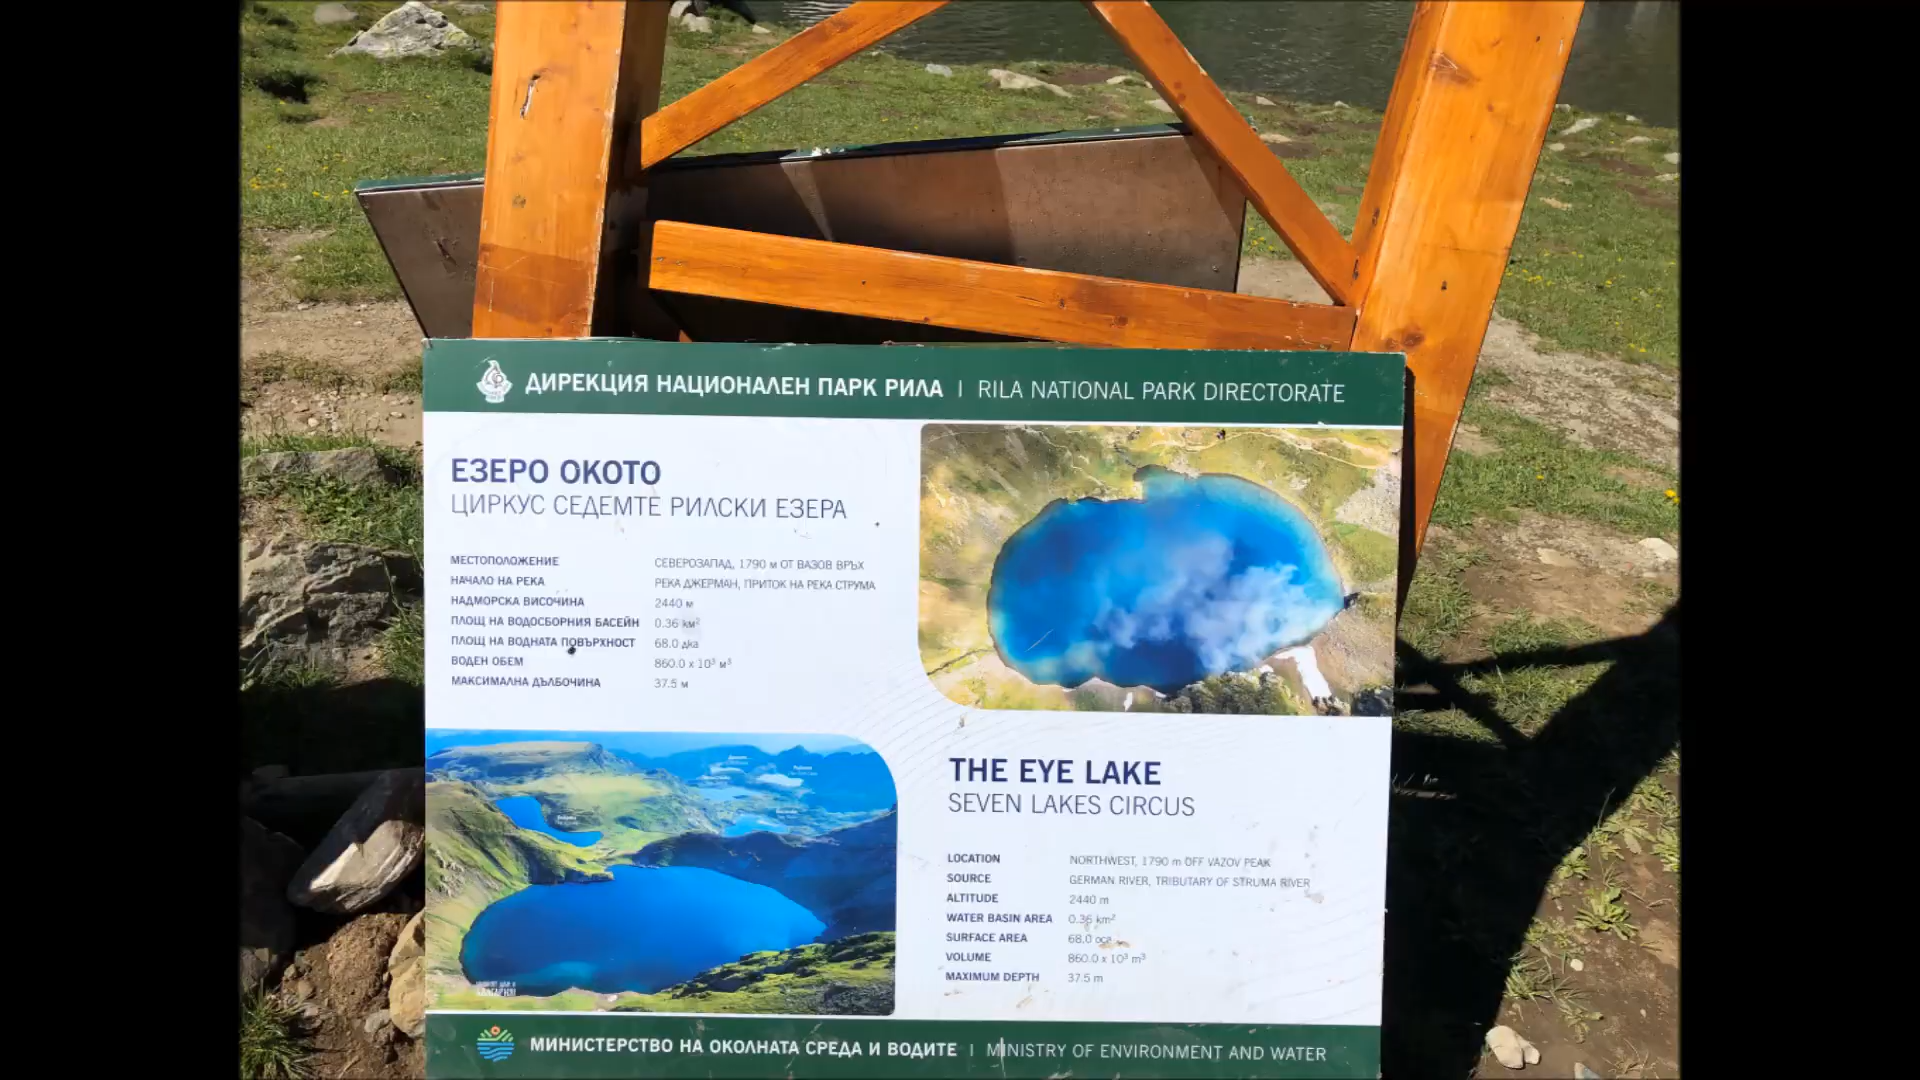 ДИРЕКЦИЯ НАЦИОНАЛЕН ПАРК РИЛА | RILA NATIONAL PARK DIRECTORATE
ЕЗЕРО ОКОТО
ЦИРКУС СЕДЕМТЕ РИЛСКИ ЕЗЕРА
МЕСТОПОЛОЖЕНИЕ СЕВЕРОЗАПАД, 1790 м ОТ ВАЗОВ ВРЪХ
НАЧАЛО НА РЕКА РЕКА ДЖЕРМАН, ПРИТОК НА РЕКА СТРУМА
НАДМОРСКА ВИСОЧИНА 2440 м
ПЛОЩ НА ВОДОСБОРНИЯ БАСЕЙН 0.36 км²
ПЛОЩ НА ВОДНАТА ПОВЪРХНОСТ 68.0 дка
ВОДЕН ОБЕМ 860.0 x 10³ м³
МАКСИМАЛНА ДЪЛБОЧИНА 37.5 м
THE EYE LAKE
SEVEN LAKES CIRCUS
LOCATION NORTHWEST, 1790 m OFF VAZOV PEAK
SOURCE GERMAN RIVER, TRIBUTARY OF STRUMA RIVER
ALTITUDE 2440 m
WATER BASIN AREA 0.36 km²
SURFACE AREA 68.0
VOLUME 860.0 x 10³ m³
MAXIMUM DEPTH 37.5 m
МИНИСТЕРСТВО НА ОКОЛНАТА СРЕДА И ВОДИТЕ | MINISTRY OF ENVIRONMENT AND WATER